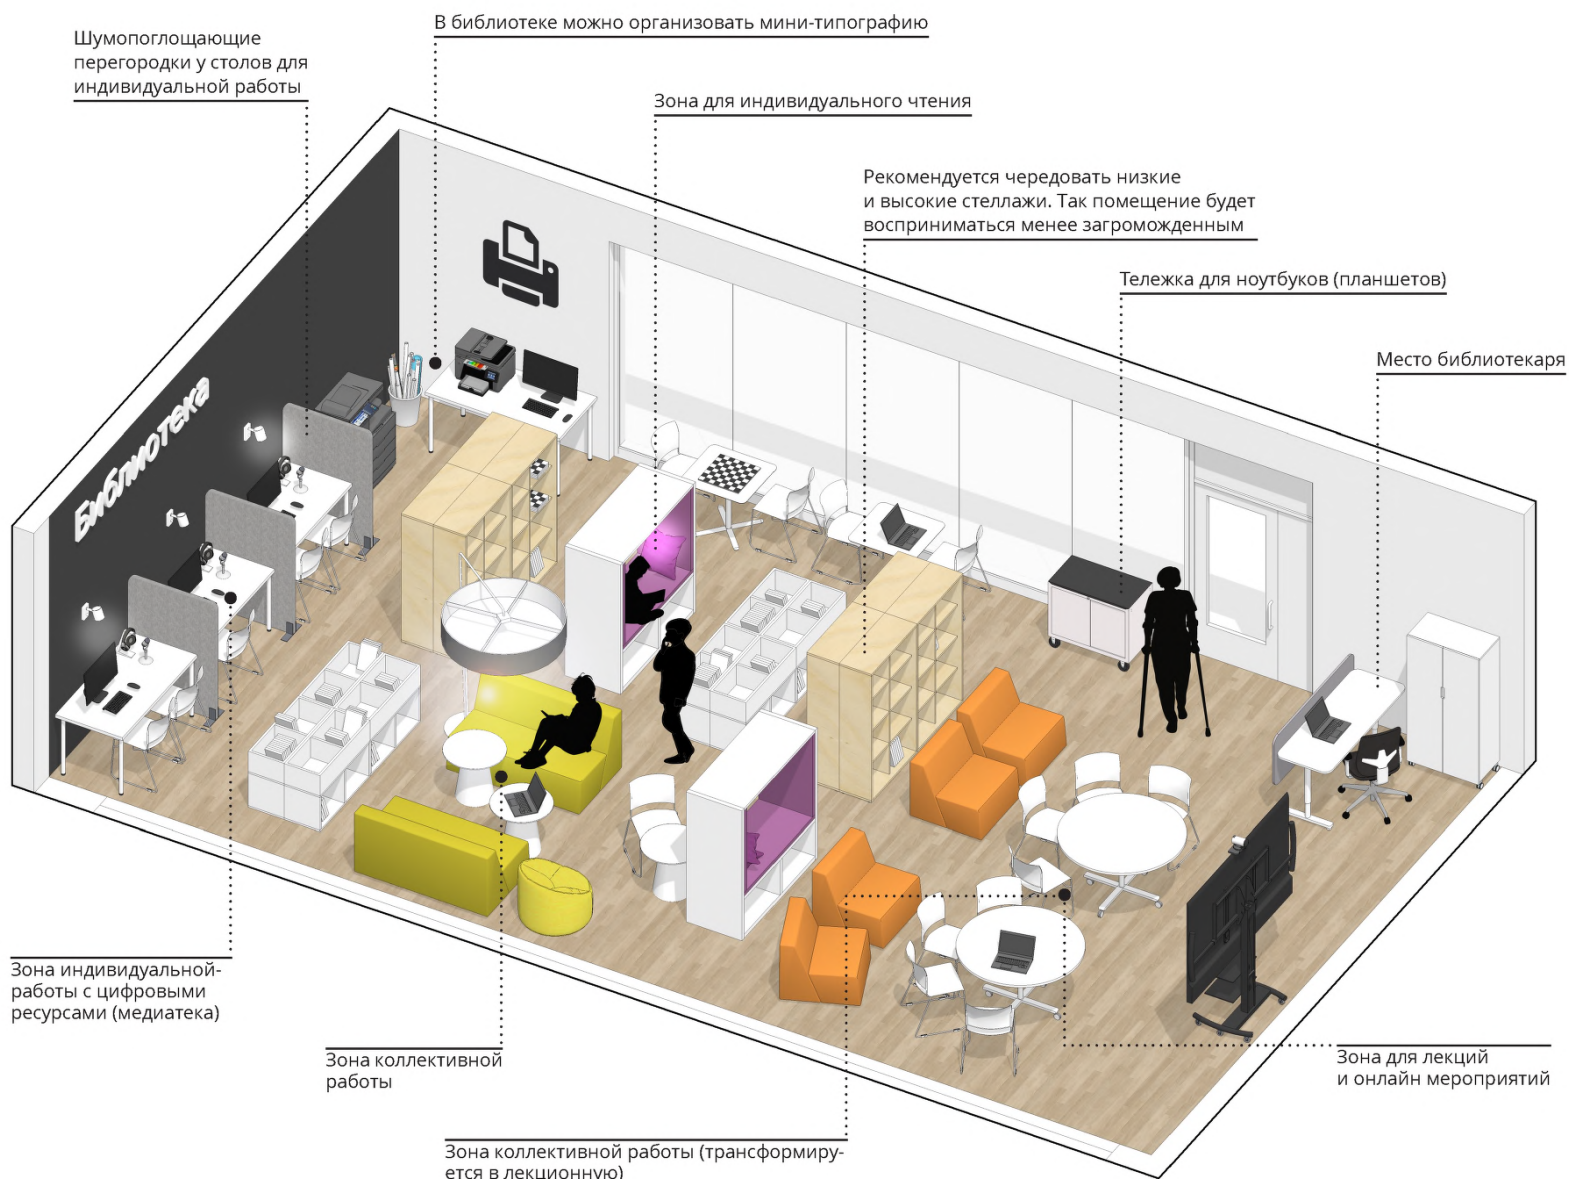 В библиотеке можно организовать мини-типографию
Шумопоглощающие
перегородки у столов для
индивидуальной работы
Зона для индивидуального чтения
Рекомендуется чередовать низкие
и высокие стеллажи. Так помещение будет
восприниматься менее загроможденным
Тележка для ноутбуков (планшетов)
Место библиотекаря
Библиотека
Зона индивидуальной-
работы с цифровыми
ресурсами (медиатека)
Зона коллективной
работы
Зона для лекций
и онлайн мероприятий
Зона коллективной работы (трансформиру-
ется в лекционную)